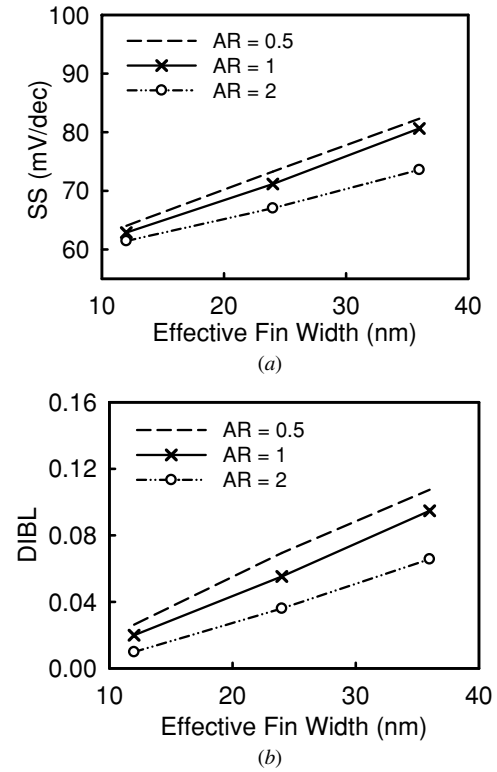 100
90
80
70
60
SS (mV/dec)
AR = 0.5
AR = 1
AR = 2
10 20 30 40
Effective Fin Width (nm)
(a)
0.16
0.12
0.08
0.04
0.00
DIBL
AR = 0.5
AR = 1
AR = 2
10 20 30 40
Effective Fin Width (nm)
(b)